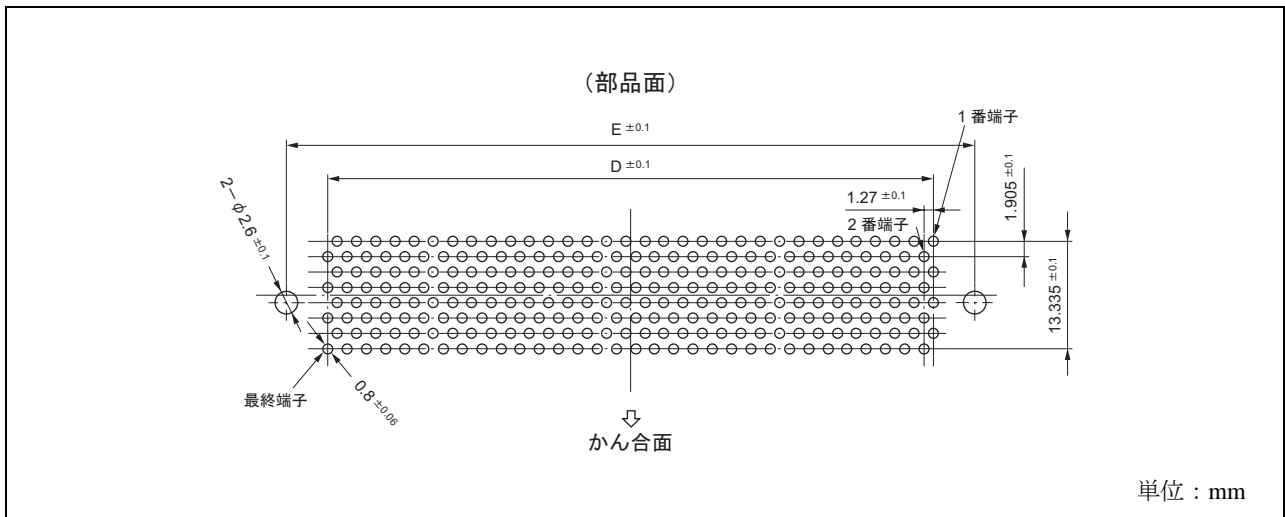 （部品面）
1 番端子
E ±0.1
D ±0.1
1.27 ±0.1
2 番端子
1.905 ±0.1
13.335 ±0.1
2－φ2.6 ±0.1
最終端子
0.8 ±0.06
かん合面
単位：mm